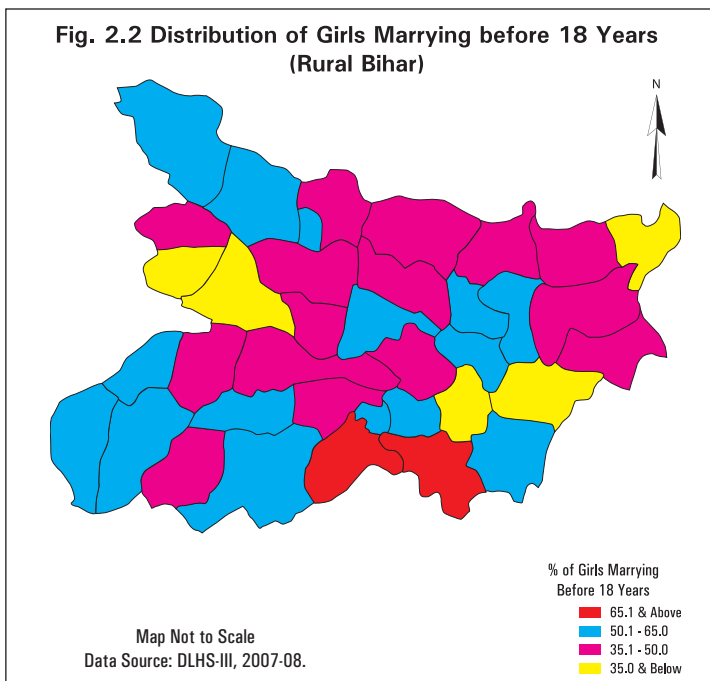 Fig. 2.2 Distribution of Girls Marrying before 18 Years
(Rural Bihar)
N
% of Girls Marrying
Before 18 Years
65.1 & Above
50.1 - 65.0
35.1 - 50.0
35.0 & Below
Map Not to Scale
Data Source: DLHS-III, 2007-08.